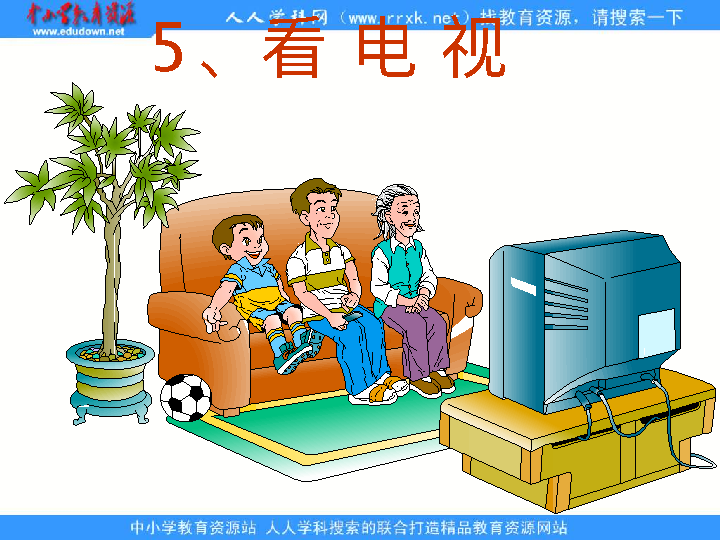 中小学教育资源
www.edudown.net
人人学科网（www.rrxk.net）找教育资源，请搜索一下
5、看电视
中小学教育资源站 人人学科搜索的联合打造精品教育资源网站